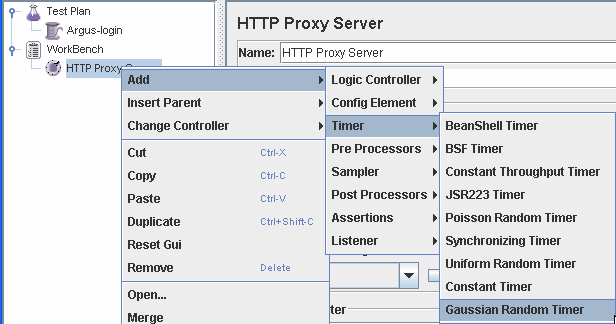 Test Plan
Argus-login
WorkBench
HTTP Proxy
HTTP Proxy Server
Name: HTTP Proxy Server
Add
Insert Parent
Change Controller
Cut Ctrl-X
Copy Ctrl-C
Paste Ctrl-V
Duplicate Ctrl+Shift-C
Reset Gui
Remove Delete
Open...
Merge
Logic Controller
Config Element
Timer
Pre Processors
Sampler
Post Processors
Assertions
Listener
BeanShell Timer
BSF Timer
Constant Throughput Timer
JSR223 Timer
Poisson Random Timer
Synchronizing Timer
Uniform Random Timer
Constant Timer
Gaussian Random Timer